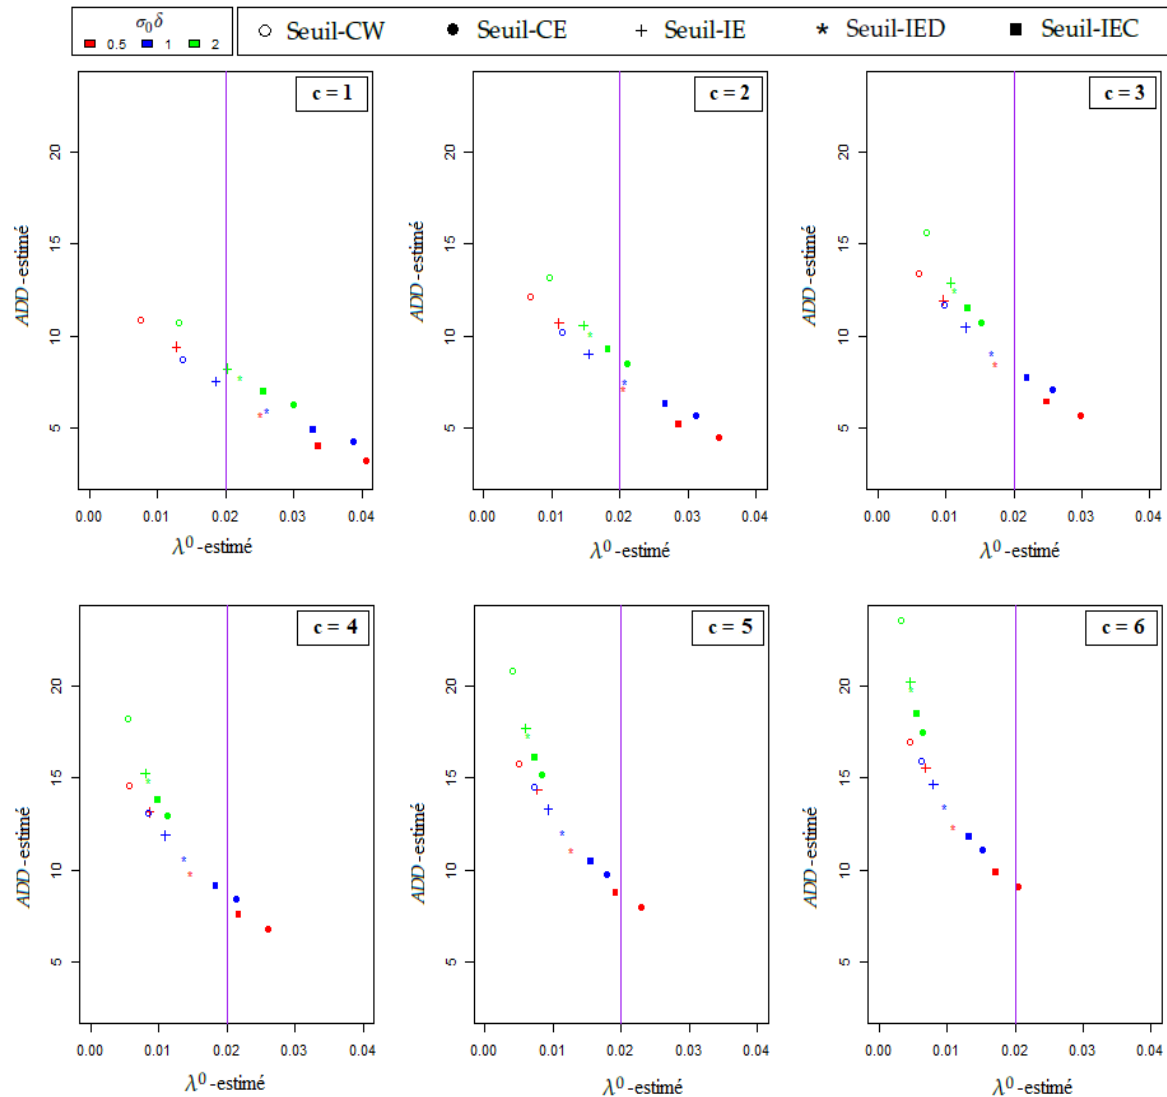 σ₀δ
0.5 1 2
Seuil-CW Seuil-CE Seuil-IE Seuil-IED Seuil-IEC
c = 1
20
15
10
5
ADD-estimé
0.00 0.01 0.02 0.03 0.04
λ⁰-estimé
c = 2
20
15
10
5
ADD-estimé
0.00 0.01 0.02 0.03 0.04
λ⁰-estimé
c = 3
20
15
10
5
ADD-estimé
0.00 0.01 0.02 0.03 0.04
λ⁰-estimé
c = 4
20
15
10
5
ADD-estimé
0.00 0.01 0.02 0.03 0.04
λ⁰-estimé
c = 5
20
15
10
5
ADD-estimé
0.00 0.01 0.02 0.03 0.04
λ⁰-estimé
c = 6
20
15
10
5
ADD-estimé
0.00 0.01 0.02 0.03 0.04
λ⁰-estimé